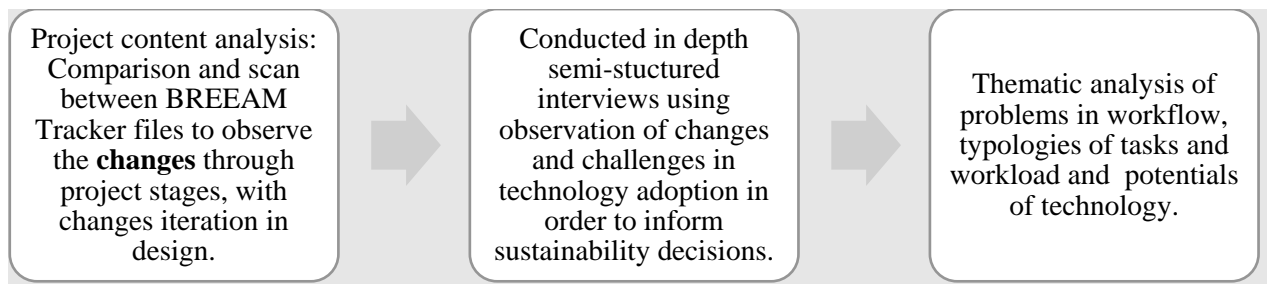 Project content analysis:
Comparison and scan
between BREEAM
Tracker files to observe
the changes through
project stages, with
changes iteration in
design.
Conducted in depth
semi-stuctured
interviews using
observation of changes
and challenges in
technology adoption in
order to inform
sustainability decisions.
Thematic analysis of
problems in workflow,
typologies of tasks and
workload and potentials
of technology.